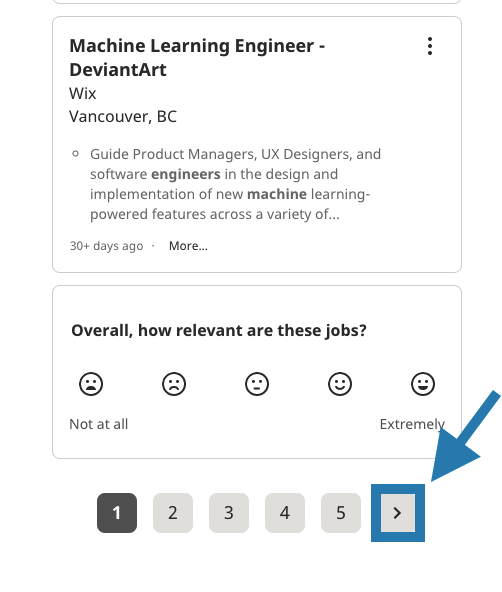 Machine Learning Engineer -
DeviantArt
Wix
Vancouver, BC
Guide Product Managers, UX Designers, and
software engineers in the design and
implementation of new machine learning-
powered features across a variety of...
30+ days ago · More...
Overall, how relevant are these jobs?
Not at all Extremely
1 2 3 4 5